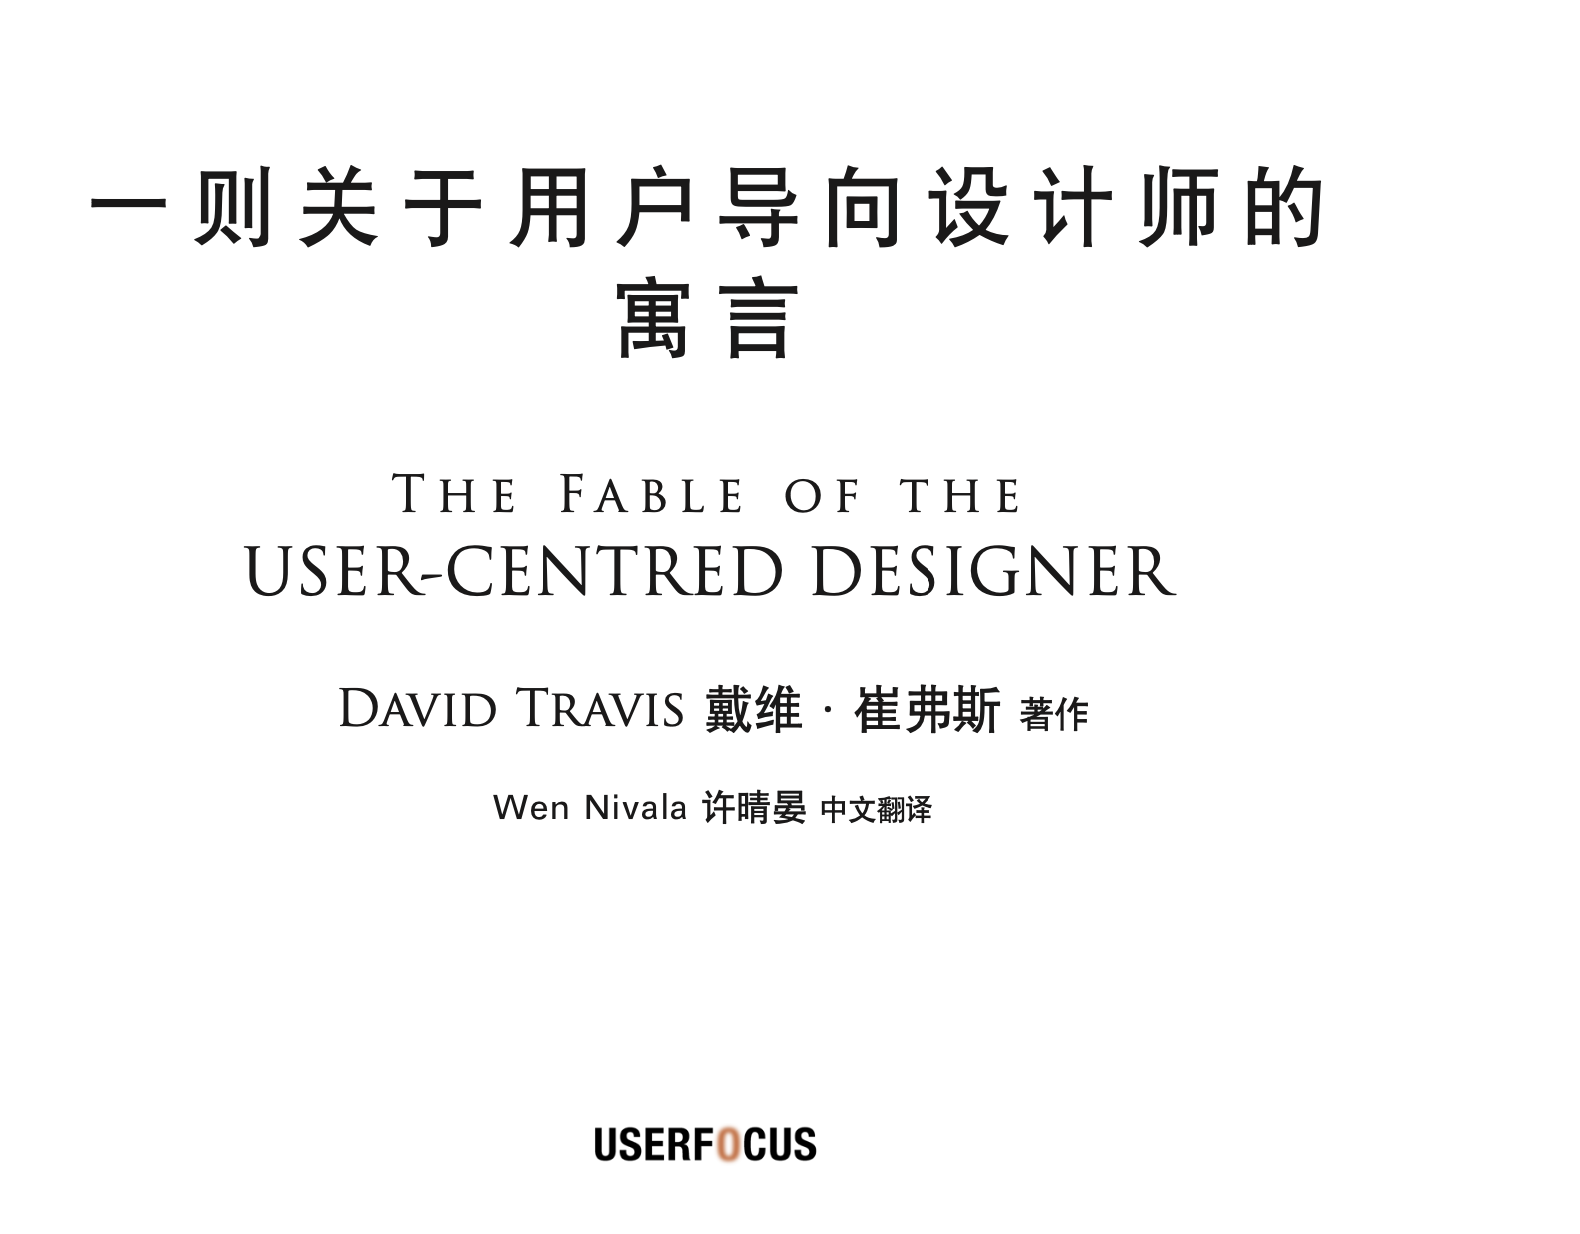 一则关于用户导向设计师的
寓言
THE FABLE OF THE
USER-CENTRED DESIGNER
DAVID TRAVIS 戴维·崔弗斯 著作
Wen Nivala 许晴晏 中文翻译
USERFOCUS